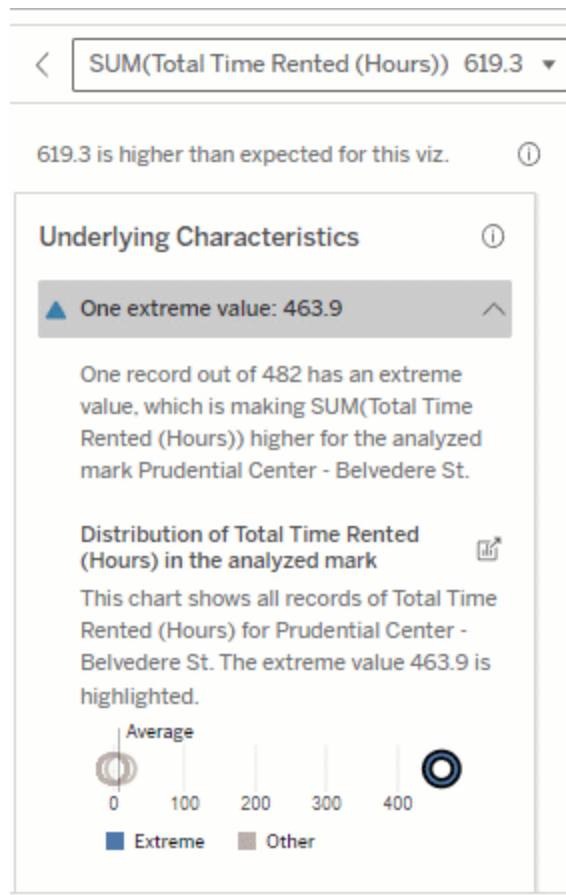 SUM(Total Time Rented (Hours)) 619.3
619.3 is higher than expected for this viz.
Underlying Characteristics
One extreme value: 463.9
One record out of 482 has an extreme
value, which is making SUM(Total Time
Rented (Hours)) higher for the analyzed
mark Prudential Center - Belvedere St.
Distribution of Total Time Rented
(Hours) in the analyzed mark
This chart shows all records of Total Time
Rented (Hours) for Prudential Center -
Belvedere St. The extreme value 463.9 is
highlighted.
Average
0 100 200 300 400
Extreme Other